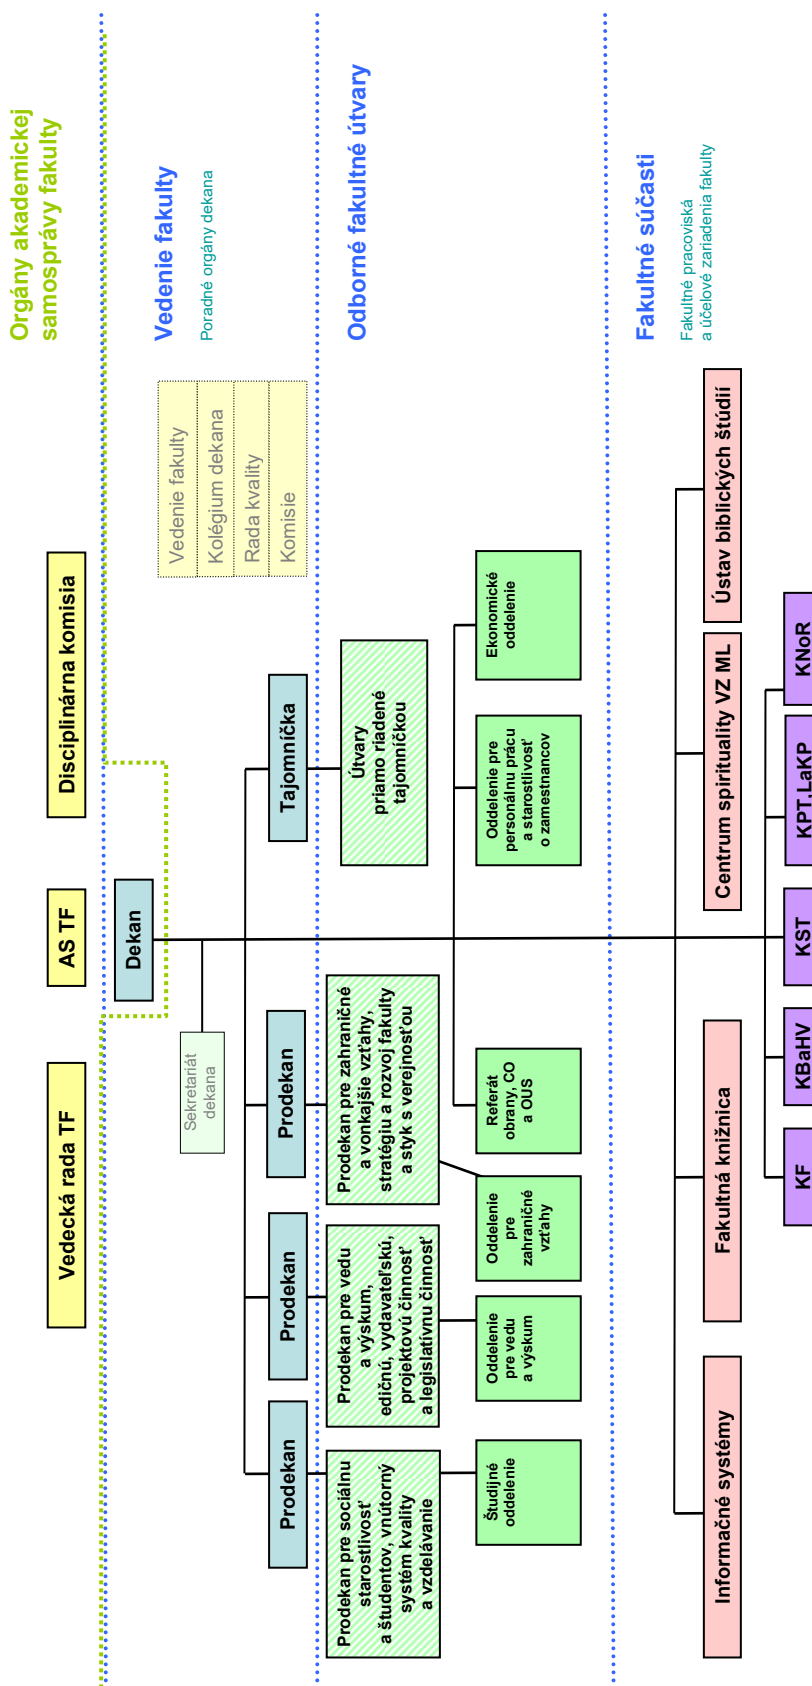 Orgány akademickej
samosprávy fakulty
Vedecká rada TF
AS TF
Disciplinárna komisia
Vedenie fakulty
Poradné orgány dekana
Dekan
Vedenie fakulty
Kolégium dekana
Rada kvality
Komisie
Sekretariát
dekana
Prodekan
Prodekan
Prodekan
Tajomníčka
Odborné fakultné útvary
Prodekan pre sociálnu
starostlivosť
a študentov, vnútorný
systém kvality
a vzdelávanie
Prodekan pre vedu
a výskum,
edičnú, vydavateľskú,
projektovú činnosť
a legislatívnu činnosť
Prodekan pre zahraničné
a vonkajšie vzťahy,
stratégiu a rozvoj fakulty
a styk s verejnosťou
Útvary
priamo riadené
tajomníčkou
Študijné
oddelenie
Oddelenie
pre vedu
a výskum
Oddelenie
pre
zahraničné
vzťahy
Referát
obrany, CO
a OUS
Oddelenie pre
personálnu prácu
a starostlivosť
o zamestnancov
Ekonomické
oddelenie
Fakultné súčasti
Fakultné pracoviská
a účelové zariadenia fakulty
Informačné systémy
Fakultná knižnica
Centrum spirituality VZ ML
Ústav biblických štúdií
KF
KBaHV
KST
KPT,LaKP
KNoR